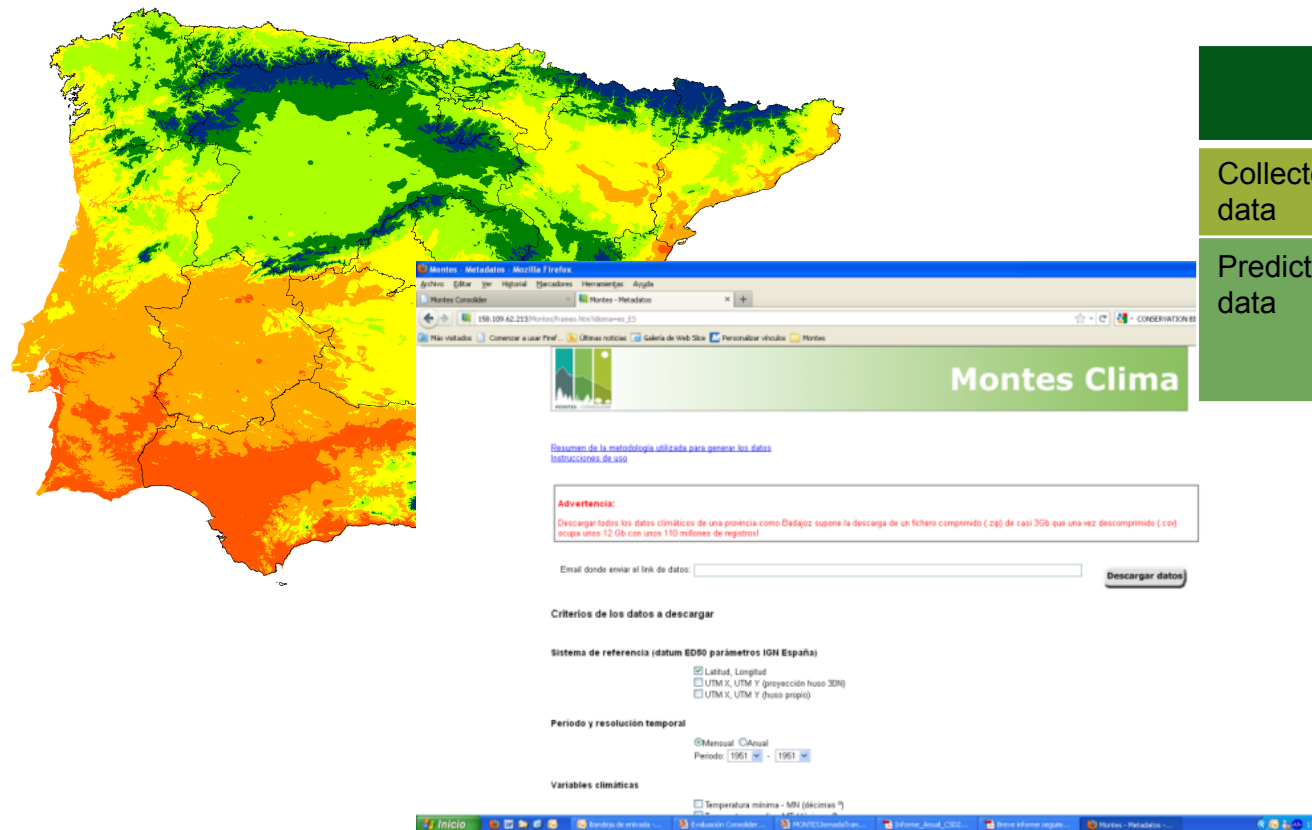 Collect
data
Predict
data
Montes - Metadatos - Mozilla Firefox
Archivo Editar Ver Historial Marcadores Herramientas Ayuda
Montes Consolider
Montes - Metadatos
158.109.62.213/Montes/frames.htm?idioma=es_ES
CONSERVATION BI
Más visitados Comenzar a usar Firef... Últimas noticias Galería de Web Slice Personalizar vínculos Montes
MONTES - CONSOLIDER
Montes Clima
Resumen de la metodología utilizada para generar los datos
Instrucciones de uso
Advertencia:
Descargar todos los datos climáticos de una provincia como Badajoz supone la descarga de un fichero comprimido (.zip) de casi 3Gb que una vez descomprimido (.csv)
ocupa unos 12 Gb con unos 110 millones de registros!
Email donde enviar el link de datos:
Descargar datos
Criterios de los datos a descargar
Sistema de referencia (datum ED50 parámetros IGN España)
Latitud, Longitud
UTM X, UTM Y (proyección huso 30N)
UTM X, UTM Y (huso propio)
Periodo y resolución temporal
Mensual Anual
Periodo: 1951 - 1951
Variables climáticas
Temperatura mínima - MN (décimas º)
Inicio
Bandeja de entrada -...
Evaluación Consolider...
MONTESJornadaTran...
Informe_Anual_CSD2...
Breve informe seguim...
Montes - Metadatos -...